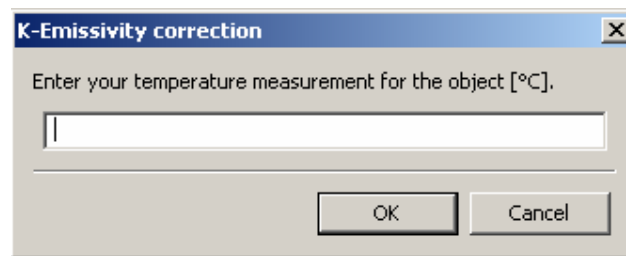 K-Emissivity correction
Enter your temperature measurement for the object [°C].
OK Cancel